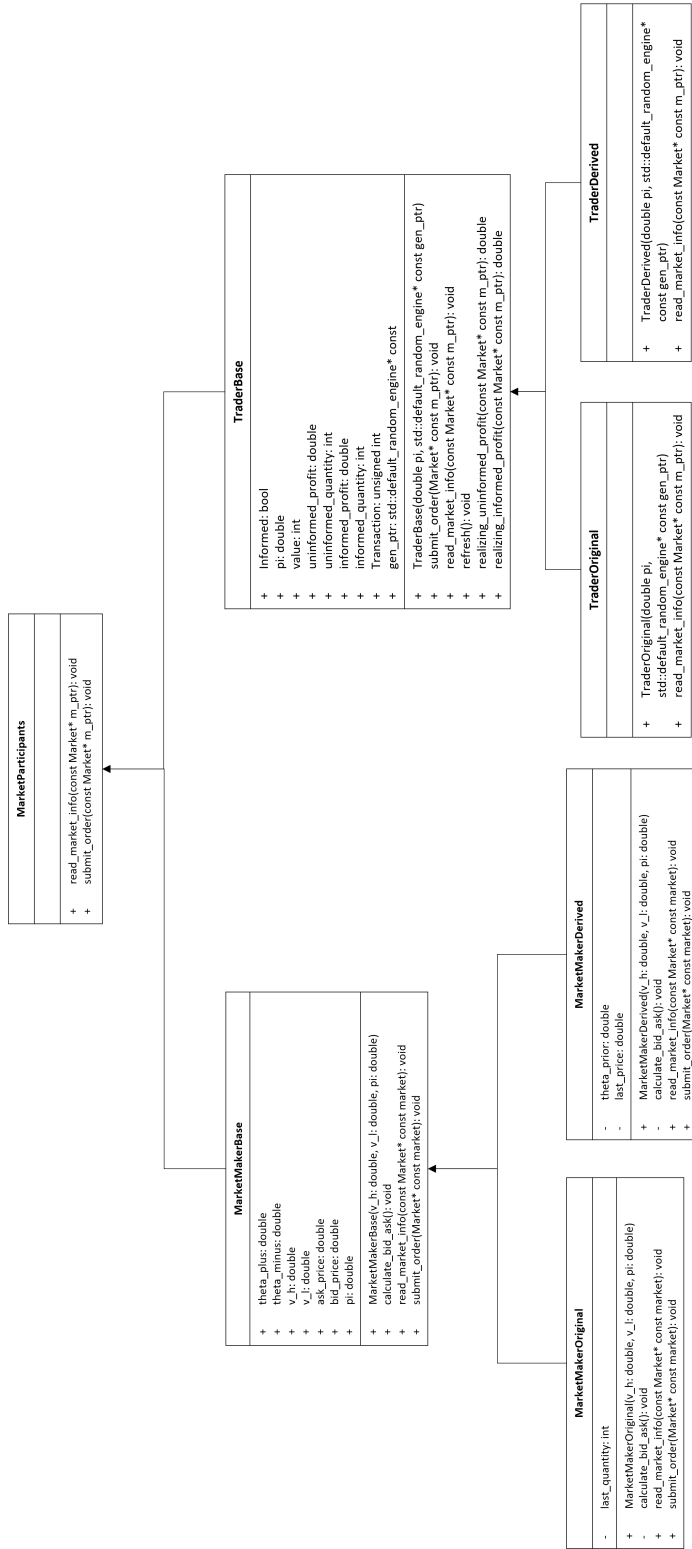 MarketParticipants
+ read_market_info(const Market* m_ptr): void
+ submit_order(const Market* m_ptr): void
MarketMakerBase
+ theta_plus: double
+ theta_minus: double
+ v_h: double
+ v_l: double
+ ask_price: double
+ bid_price: double
+ pi: double
+ MarketMakerBase(v_h: double, v_l: double, pi: double)
+ calculate_bid_ask(): void
+ read_market_info(const Market* const market): void
+ submit_order(Market* const market): void
TraderBase
+ Informed: bool
+ pi: double
+ value: int
+ uninformed_profit: double
+ uninformed_quantity: int
+ informed_profit: double
+ informed_quantity: int
+ Transaction: unsigned int
+ gen_ptr: std::default_random_engine* const
+ TraderBase(double pi, std::default_random_engine* const gen_ptr)
+ submit_order(Market* const m_ptr): void
+ read_market_info(const Market* const m_ptr): void
+ refresh(): void
+ realizing_uninformed_profit(const Market* const m_ptr): double
+ realizing_informed_profit(const Market* const m_ptr): double
MarketMakerOriginal
- last_quantity: int
+ MarketMakerOriginal(v_h: double, v_l: double, pi: double)
- calculate_bid_ask(): void
+ read_market_info(const Market* const market): void
+ submit_order(Market* const market): void
MarketMakerDerived
- theta_prior: double
- last_price: double
+ MarketMakerDerived(v_h: double, v_l: double, pi: double)
- calculate_bid_ask(): void
+ read_market_info(const Market* const market): void
+ submit_order(Market* const market): void
TraderOriginal
+ TraderOriginal(double pi,
std::default_random_engine* const gen_ptr)
+ read_market_info(const Market* const m_ptr): void
TraderDerived
+ TraderDerived(double pi, std::default_random_engine*
const gen_ptr)
+ read_market_info(const Market* const m_ptr): void